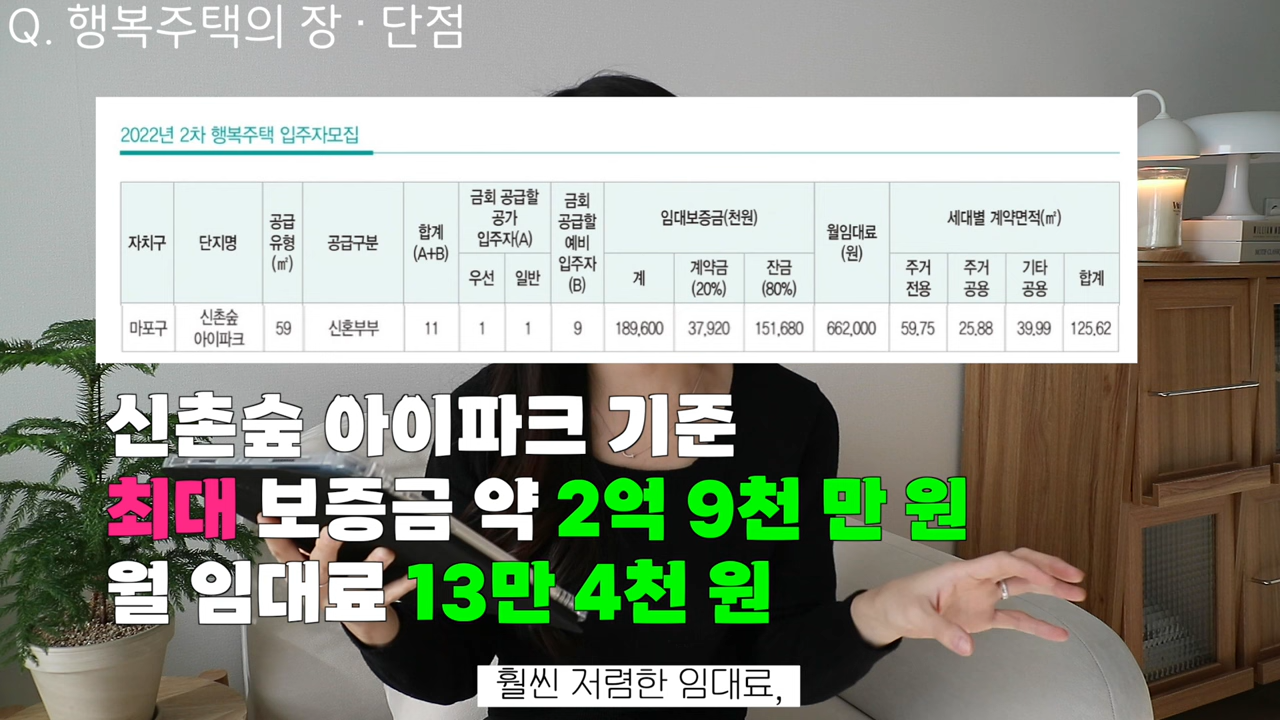 Q. 행복주택의 장 · 단점
2022년 2차 행복주택 입주자모집
자치구 단지명 공급 유형 (㎡) 공급구분 합계 (A+B) 금회 공급할 공가 입주자(A) 금회 공급할 예비 입주자 (B) 임대보증금(천원) 월임대료 (원) 세대별 계약면적(㎡)
우선 일반 계 계약금 (20%) 잔금 (80%) 주거 전용 주거 공용 기타 공용 합계
마포구 신촌숲 아이파크 59 신혼부부 11 1 1 9 189,600 37,920 151,680 662,000 59.75 25.88 39.99 125.62
신촌숲 아이파크 기준
최대 보증금 약 2억 9천 만 원
월 임대료 13만 4천 원
훨씬 저렴한 임대료,